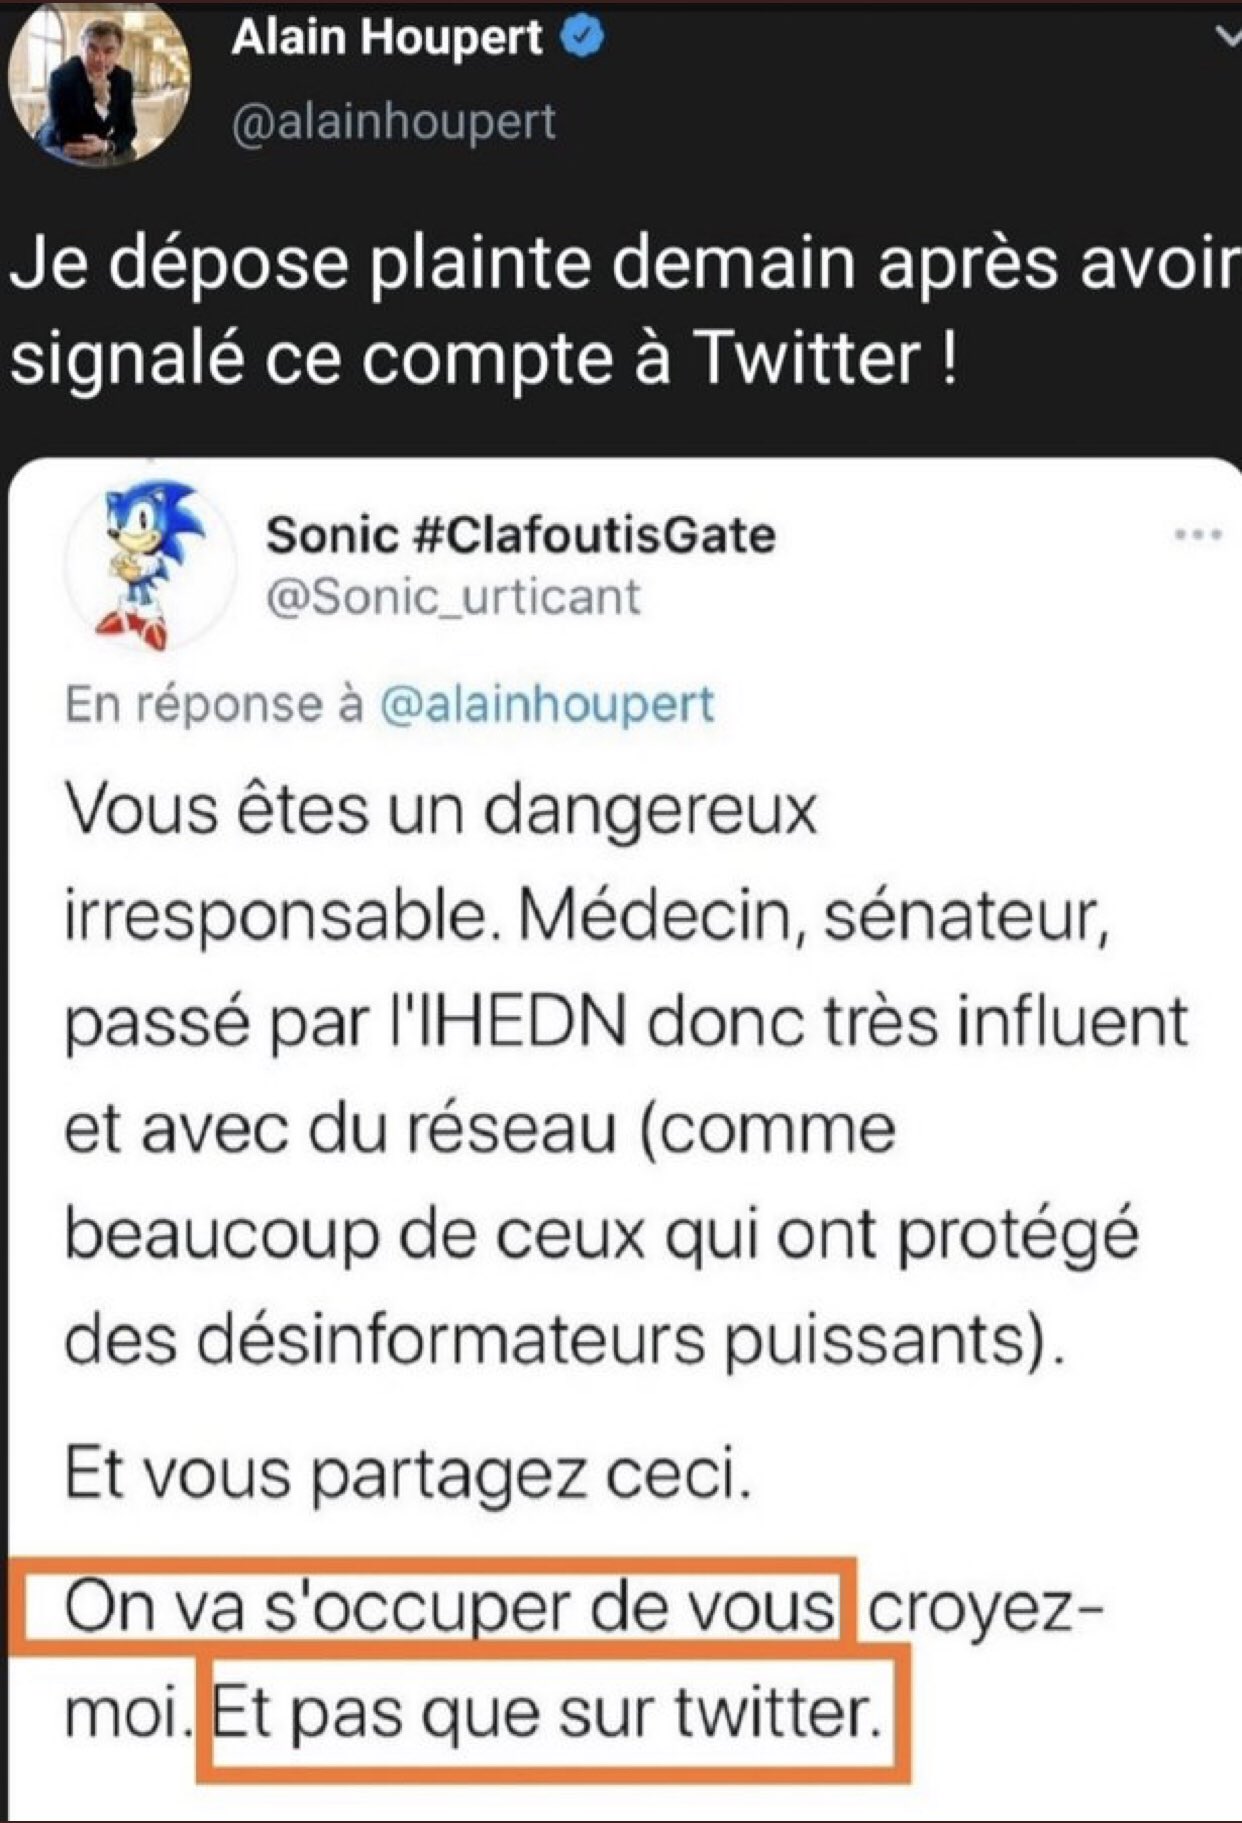 Alain Houpert
@alainhoupert
Je dépose plainte demain après avoir
signalé ce compte à Twitter !
Sonic #ClafoutisGate
@Sonic_urticant
En réponse à @alainhoupert
Vous êtes un dangereux
irresponsable. Médecin, sénateur,
passé par l'IHEDN donc très influent
et avec du réseau (comme
beaucoup de ceux qui ont protégé
des désinformateurs puissants).
Et vous partagez ceci.
On va s'occuper de vous croyez-
moi. Et pas que sur twitter.